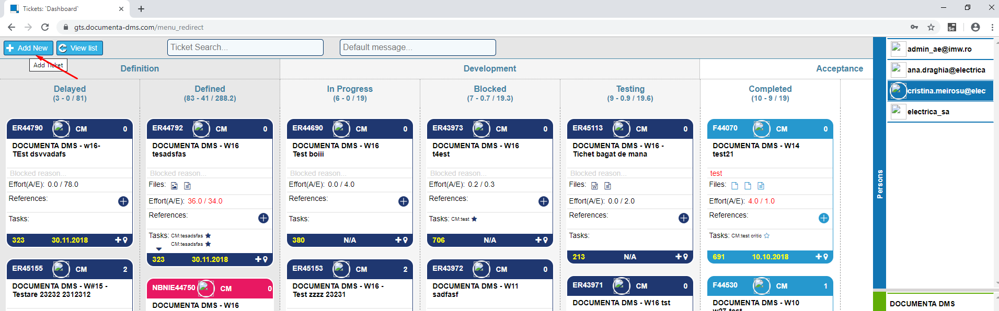 Tickets: `Dashboard`
gts.documenta-dms.com/menu_redirect
Se
Add New
View list
Ticket Search...
Default message...
Add Ticket
Definition
Development
Acceptance
Delayed
(3 - 0 / 81)
Defined
(83 - 41 / 288.2)
In Progress
(6 - 0 / 19)
Blocked
(7 - 0.7 / 19.3)
Testing
(9 - 0.9 / 19.6)
Completed
(10 - 9 / 19)
ER44790 CM 0
DOCUMENTA DMS - w16-
TEst dsvvadafs
Blocked reason...
Effort(A/E): 0.0 / 78.0
References:
Tasks:
323 30.11.2018
ER45155 CM 2
DOCUMENTA DMS - W#15 -
Testare 23232 2312312
ER44792 CM 0
DOCUMENTA DMS - W16
tesadsfas
Blocked reason...
Files:
Effort(A/E): 36.0 / 34.0
References:
Tasks: CM:tesadsfas
CM:tesadsfas
323 30.11.2018
NBNIE44750 CM 0
DOCUMENTA DMS - W16
ER44690 CM 0
DOCUMENTA DMS - W16
Test boiii
Blocked reason...
Effort(A/E): 0.0 / 4.0
References:
Tasks:
380 N/A
ER45153 CM 2
DOCUMENTA DMS - W16 -
Test zzzz 23231
ER43973 CM 0
DOCUMENTA DMS - W16
t4est
Blocked reason...
Effort(A/E): 0.2 / 0.3
References:
Tasks: CM:test
706 N/A
ER43972 CM 0
DOCUMENTA DMS - W11
sadfasf
ER45113 CM 0
DOCUMENTA DMS - W16 -
Tichet bagat de mana
Blocked reason...
Files:
Effort(A/E): 0.0 / 2.0
References:
Tasks:
213 N/A
ER43971 CM 0
DOCUMENTA DMS - W16 tst
F44070 CM 0
DOCUMENTA DMS - W14
test21
test
Files:
Effort(A/E): 4.0 / 1.0
References:
Tasks: CM:test critic
691 10.10.2018
F44530 CM 1
DOCUMENTA DMS - W10
w27 test
Persons
admin_ae@imw.ro
ana.draghia@electrica
cristina.meirosu@elec
electrica_sa
DOCUMENTA DMS